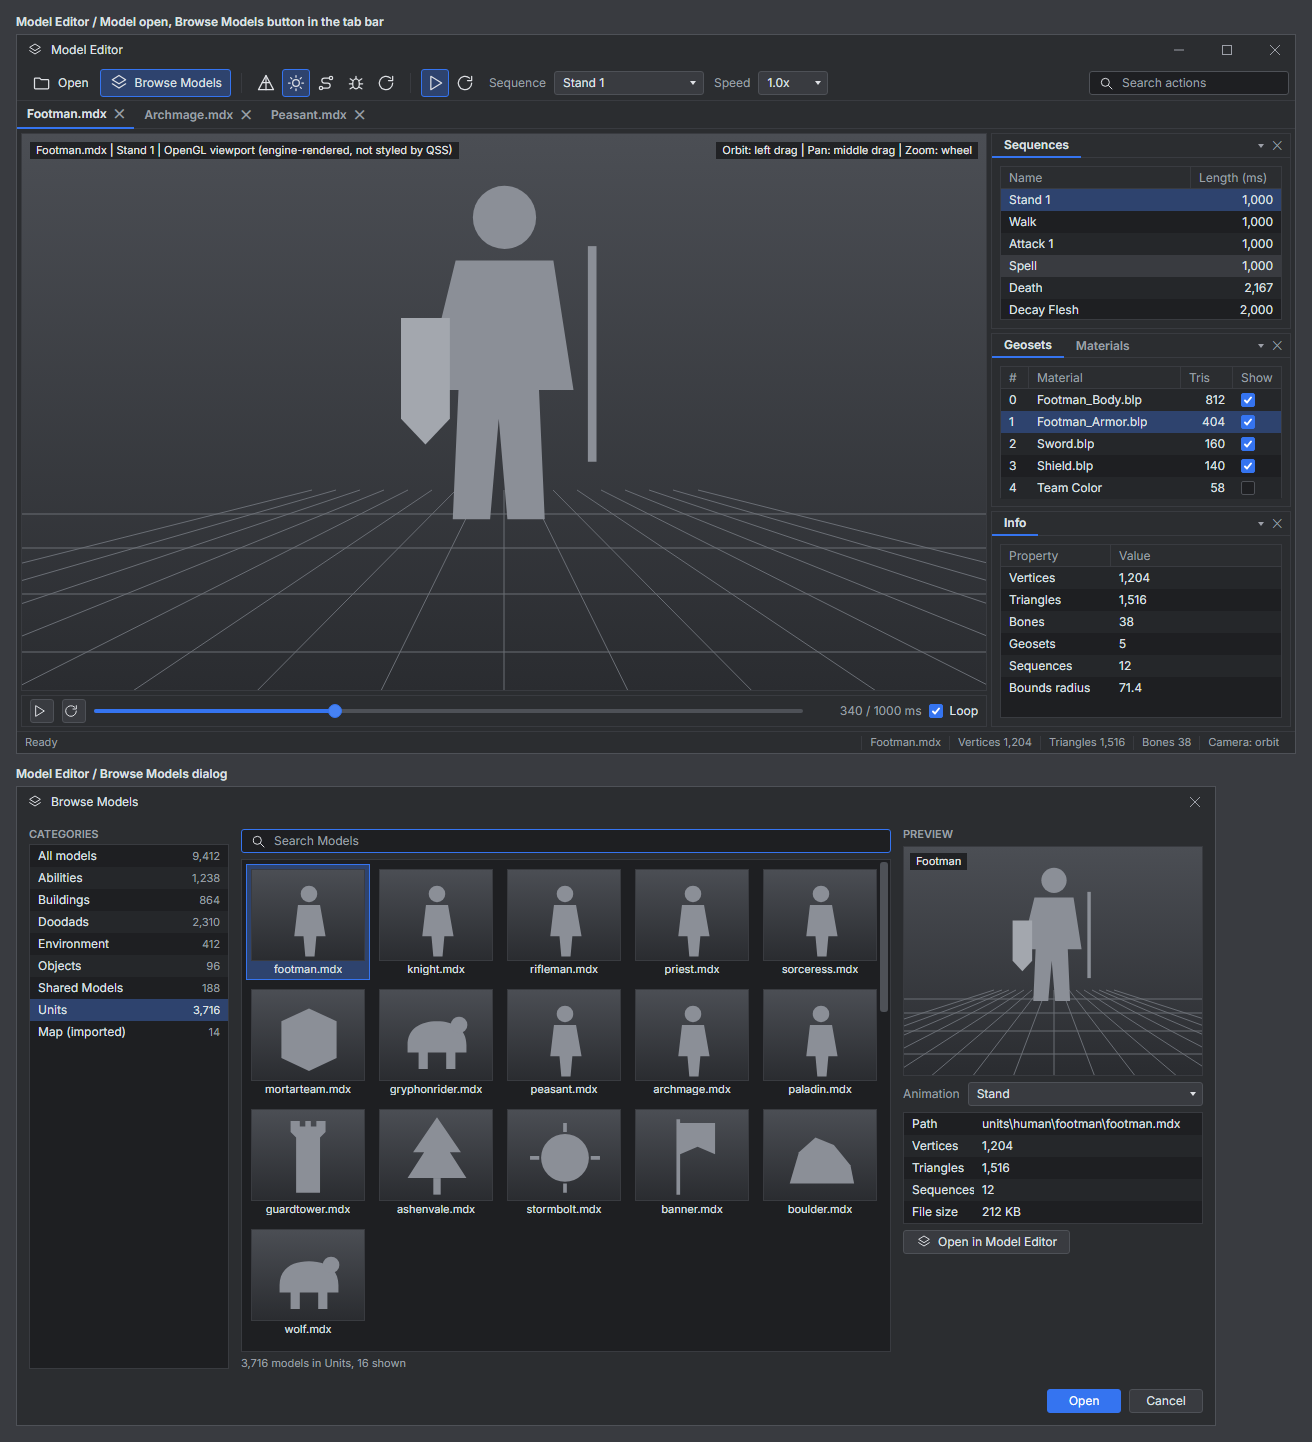 Model Editor / Model open, Browse Models button in the tab bar
Model Editor
Open
Browse Models
Sequence
Stand 1
Speed
1.0x
Search actions
Footman.mdx
Archmage.mdx
Peasant.mdx
Footman.mdx | Stand 1 | OpenGL viewport (engine-rendered, not styled by QSS)
Orbit: left drag | Pan: middle drag | Zoom: wheel
Sequences
Name Length (ms)
Stand 1 1,000
Walk 1,000
Attack 1 1,000
Spell 1,000
Death 2,167
Decay Flesh 2,000
Geosets Materials
# Material Tris Show
0 Footman_Body.blp 812
1 Footman_Armor.blp 404
2 Sword.blp 160
3 Shield.blp 140
4 Team Color 58
Info
Property Value
Vertices 1,204
Triangles 1,516
Bones 38
Geosets 5
Sequences 12
Bounds radius 71.4
340 / 1000 ms Loop
Ready
Footman.mdx Vertices 1,204 Triangles 1,516 Bones 38 Camera: orbit
Model Editor / Browse Models dialog
Browse Models
CATEGORIES
All models 9,412
Abilities 1,238
Buildings 864
Doodads 2,310
Environment 412
Objects 96
Shared Models 188
Units 3,716
Map (imported) 14
Search Models
footman.mdx
knight.mdx
rifleman.mdx
priest.mdx
sorceress.mdx
mortarteam.mdx
gryphonrider.mdx
peasant.mdx
archmage.mdx
paladin.mdx
guardtower.mdx
ashenvale.mdx
stormbolt.mdx
banner.mdx
boulder.mdx
wolf.mdx
3,716 models in Units, 16 shown
PREVIEW
Footman
Animation Stand
Path units\human\footman\footman.mdx
Vertices 1,204
Triangles 1,516
Sequences 12
File size 212 KB
Open in Model Editor
Open
Cancel